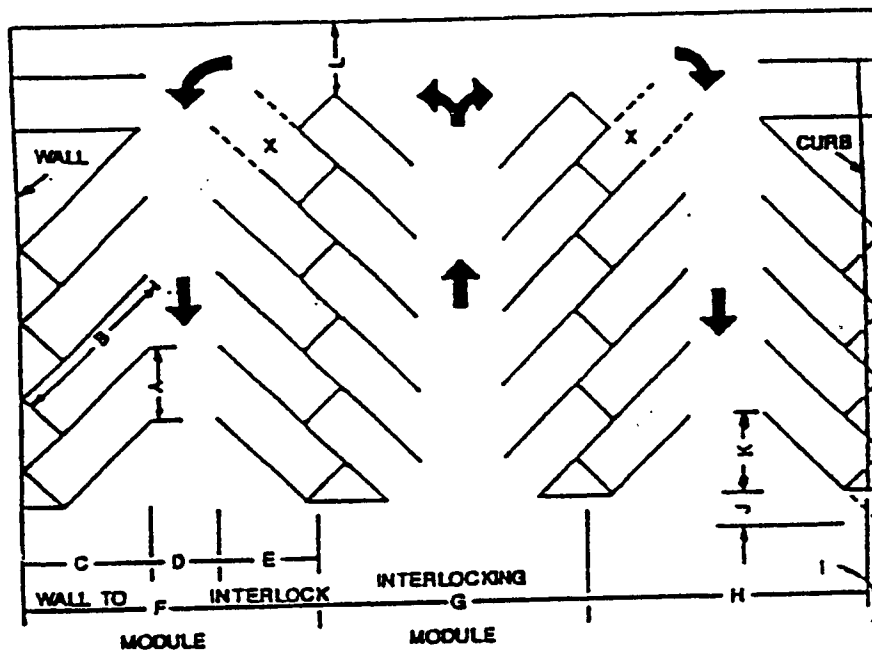 L
X
X
WALL
CURB
B
A
K
J
C
D
E
I
INTERLOCKING
WALL TO
F
INTERLOCK
G
H
MODULE
MODULE